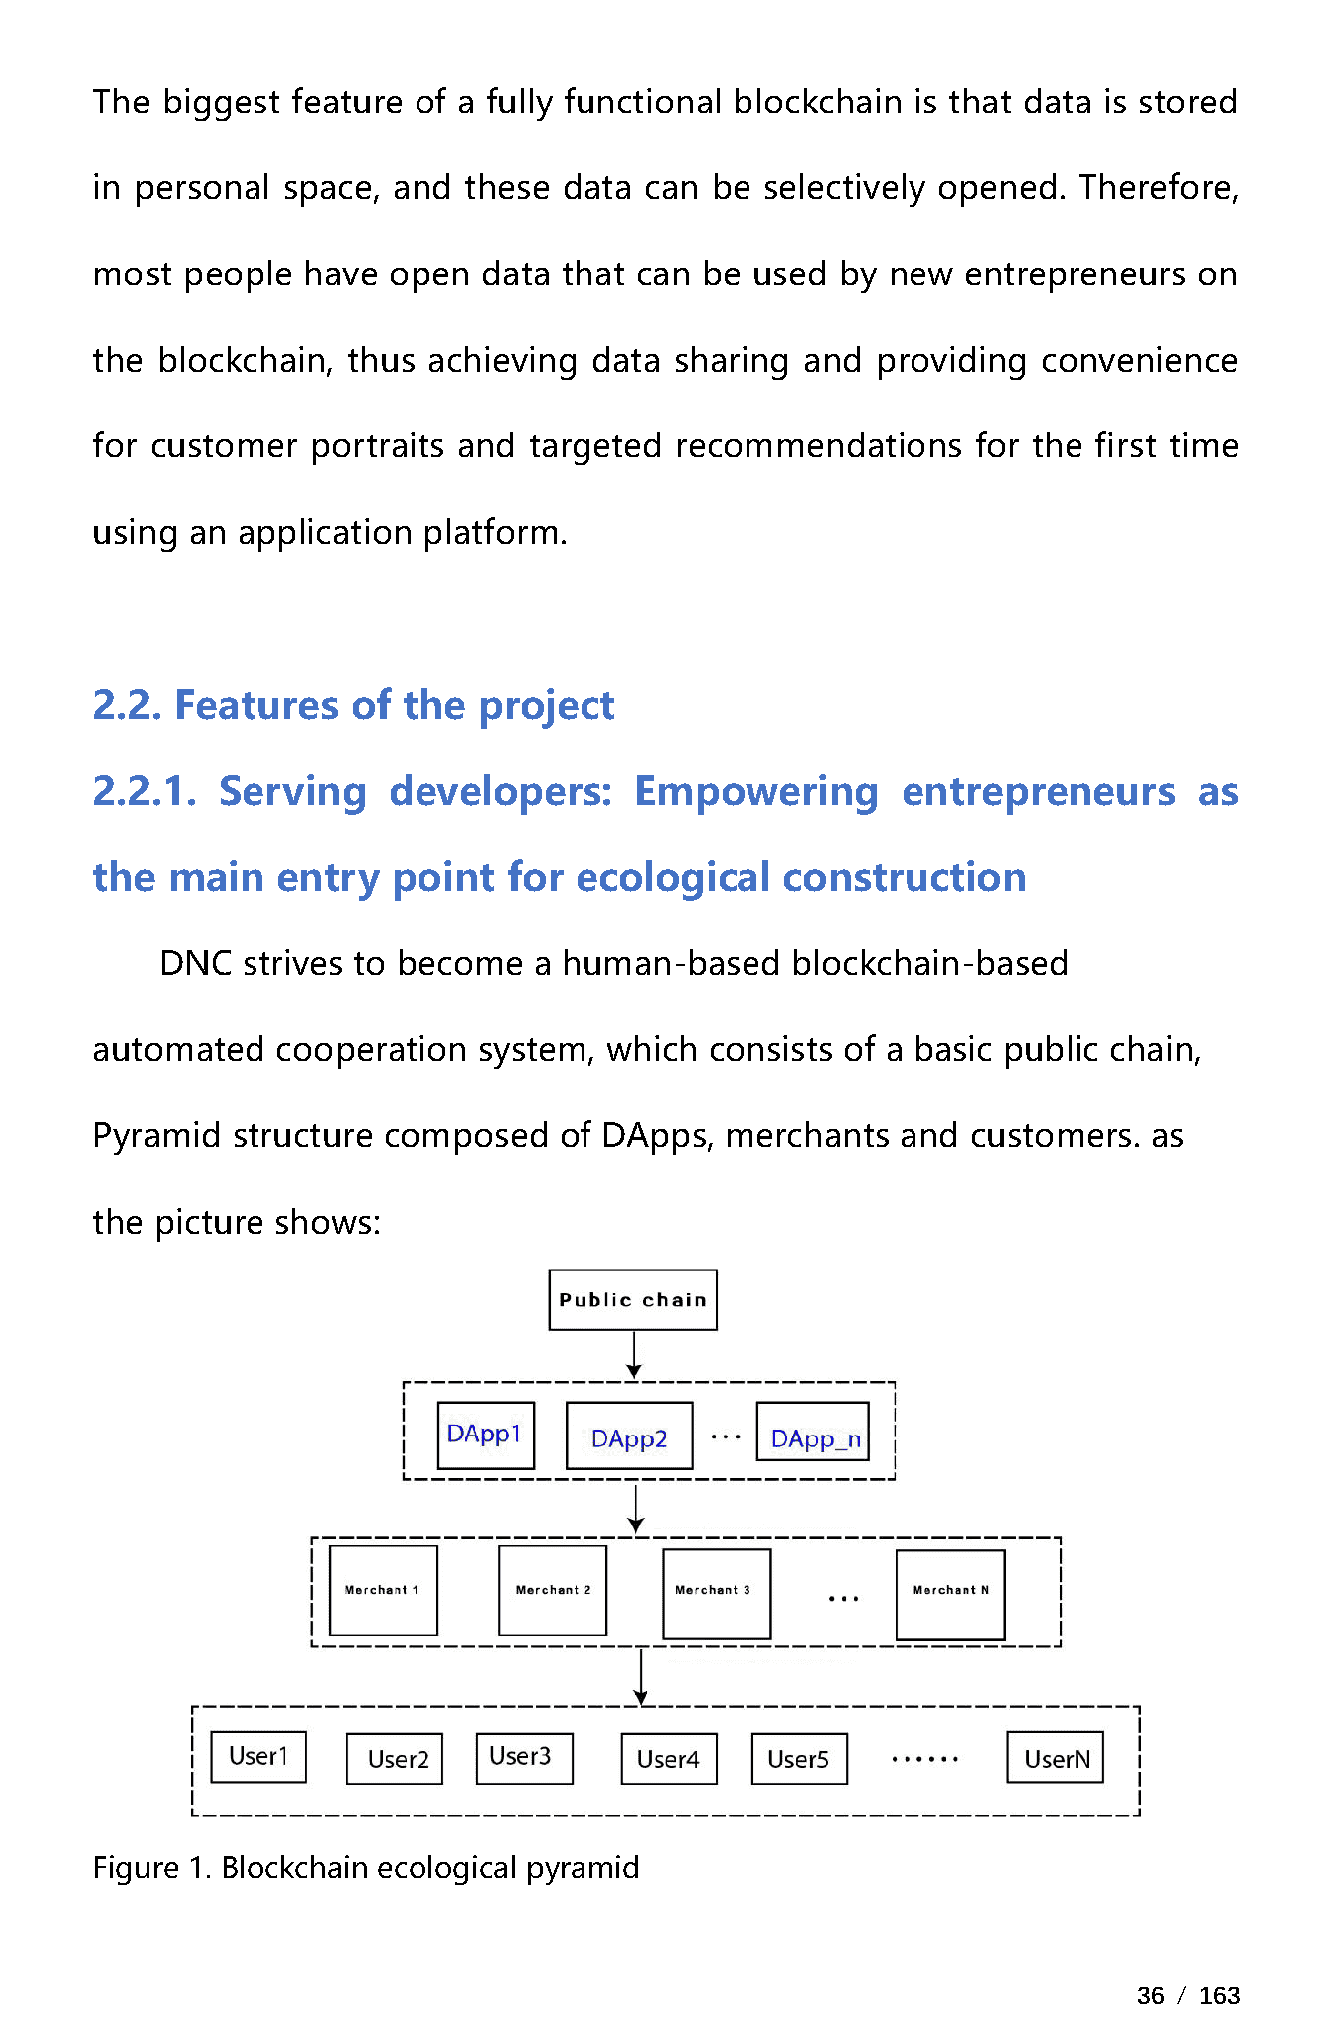 The biggest feature of a fully functional blockchain is that data is stored
in personal space, and these data can be selectively opened. Therefore,
most people have open data that can be used by new entrepreneurs on
the blockchain, thus achieving data sharing and providing convenience
for customer portraits and targeted recommendations for the first time
using an application platform.
2.2. Features of the project
2.2.1. Serving developers: Empowering entrepreneurs as
the main entry point for ecological construction
DNC strives to become a human-based blockchain-based
automated cooperation system, which consists of a basic public chain,
Pyramid structure composed of DApps, merchants and customers. as
the picture shows:
Public chain
DApp1 DApp2 ... DApp_n
Merchant 1 Merchant 2 Merchant 3 ... Merchant N
User1 User2 User3 User4 User5 ...... UserN
Figure 1. Blockchain ecological pyramid
36 / 163